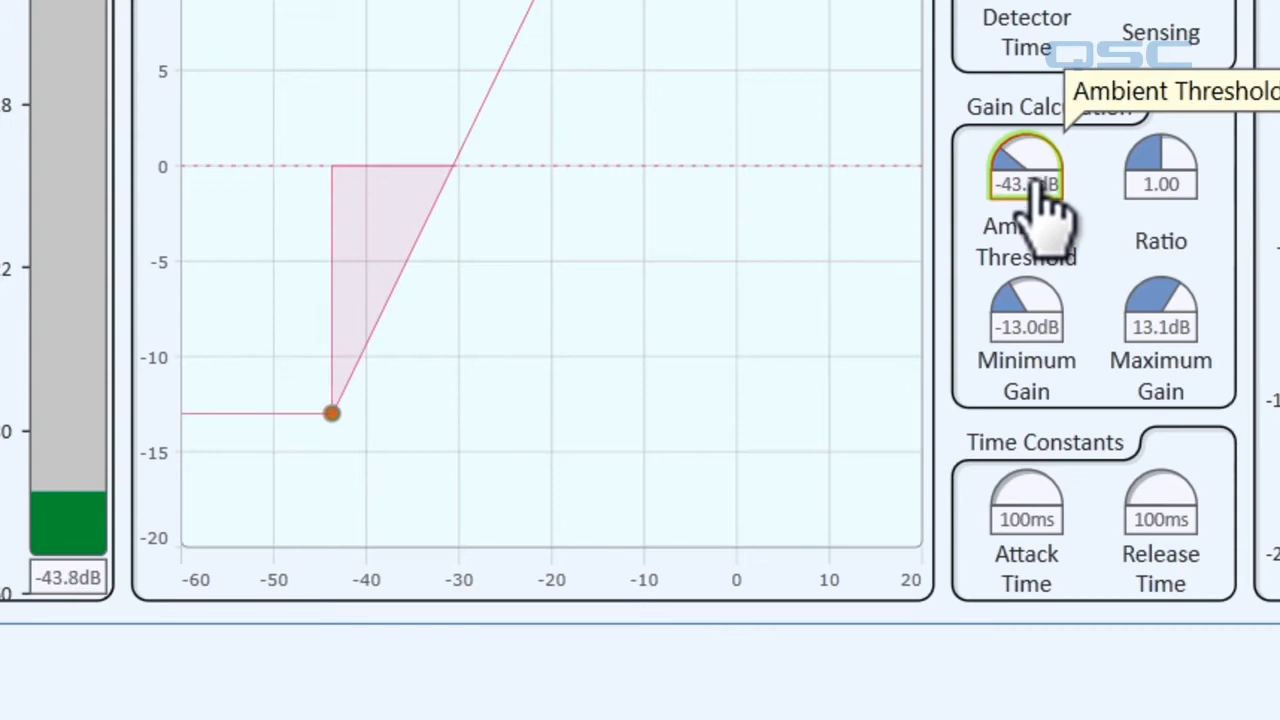 Detector
Time
Sensing
QSC
Ambient Threshold
Gain
5
0
-5
-10
-15
-20
-60 -50 -40 -30 -20 -10 0 10 20
-43.8dB
1.00
Threshold
Ratio
-13.0dB
13.1dB
Minimum
Gain
Maximum
Gain
Time Constants
100ms
100ms
Attack
Time
Release
Time